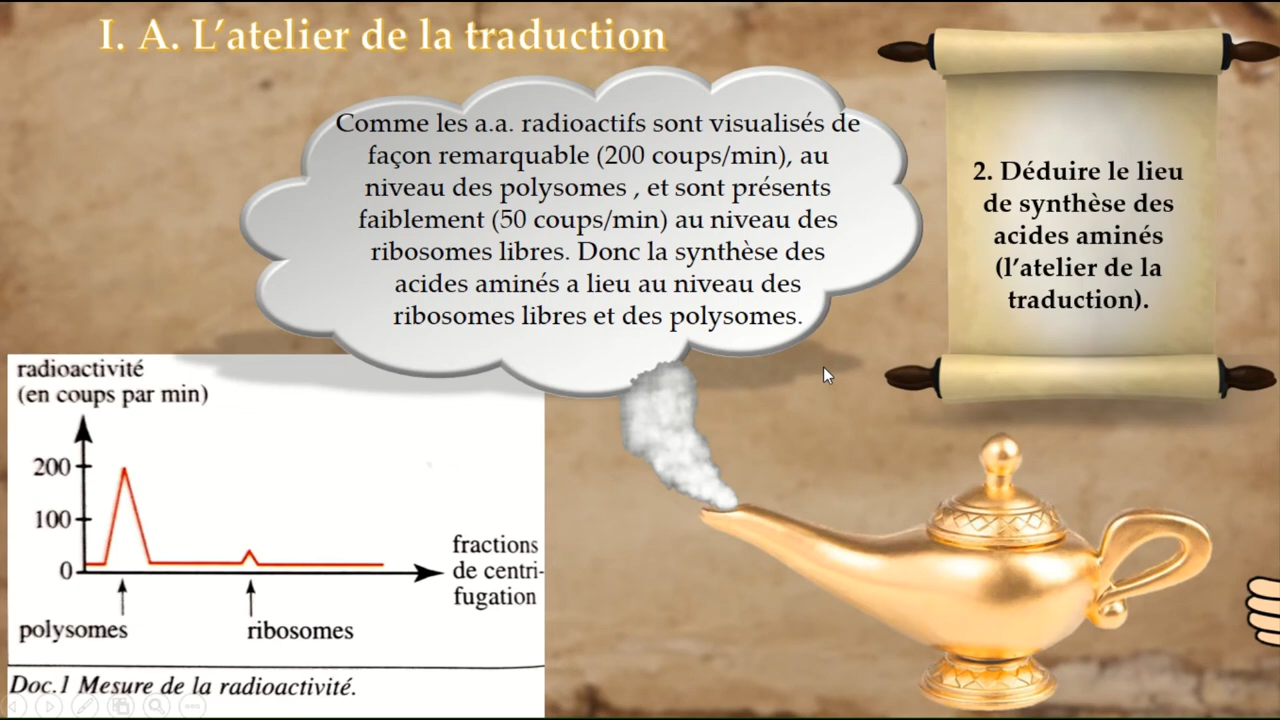 I. A. L’atelier de la traduction
Comme les a.a. radioactifs sont visualisés de
façon remarquable (200 coups/min), au
niveau des polysomes , et sont présents
faiblement (50 coups/min) au niveau des
ribosomes libres. Donc la synthèse des
acides aminés a lieu au niveau des
ribosomes libres et des polysomes.
2. Déduire le lieu
de synthèse des
acides aminés
(l’atelier de la
traduction).
radioactivité
(en coups par min)
200
100
0
fractions
de centri-
fugation
polysomes
ribosomes
Doc.1 Mesure de la radioactivité.